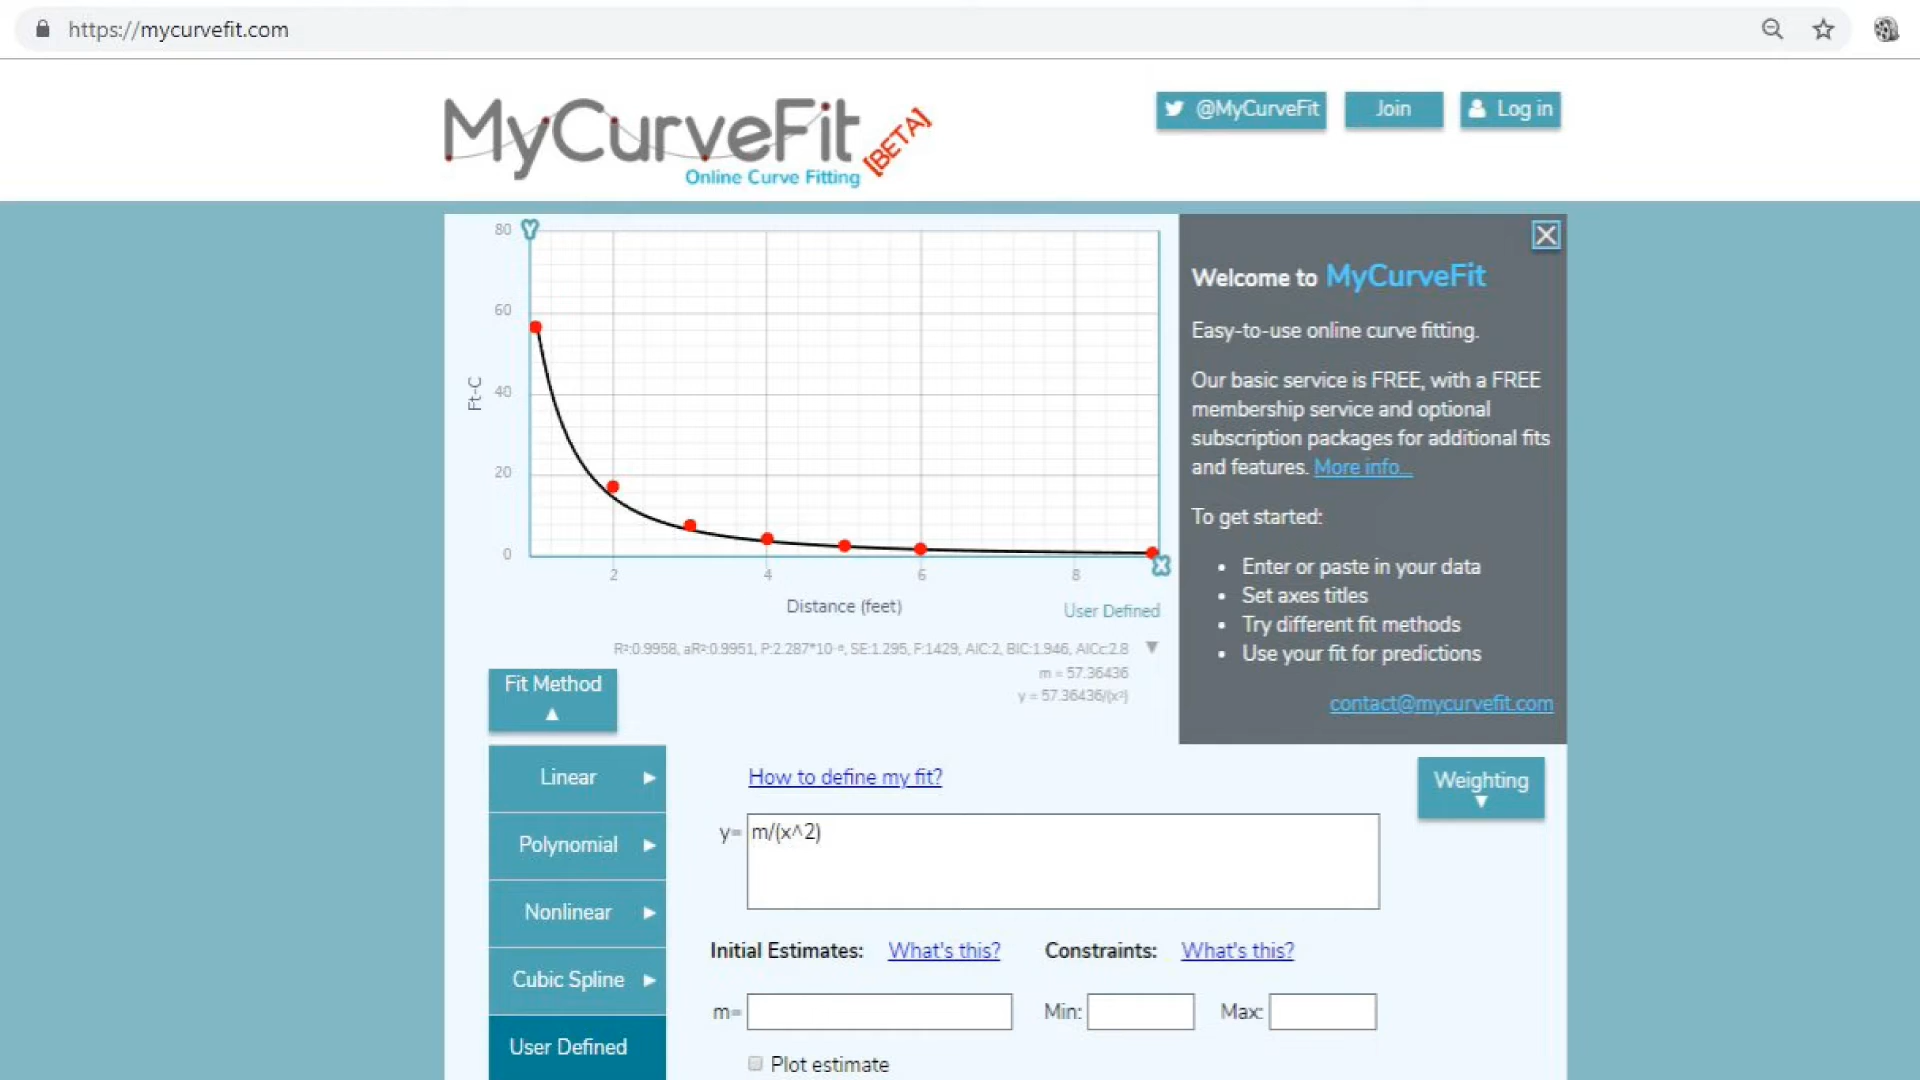 https://mycurvefit.com
MyCurveFit
[BETA]
Online Curve Fitting
@MyCurveFit
Join
Log in
80
Y
60
40
20
0
Ft-C
2
4
6
8
X
Distance (feet)
User Defined
R²:0.9958, aR²:0.9951, P:2.287*10⁻⁸, SE:1.295, F:1429, AIC:2, BIC:1.946, AICc:2.8
m = 57.36436
y = 57.36436/(x²)
Welcome to MyCurveFit
Easy-to-use online curve fitting.
Our basic service is FREE, with a FREE
membership service and optional
subscription packages for additional fits
and features. More info...
To get started:
• Enter or paste in your data
• Set axes titles
• Try different fit methods
• Use your fit for predictions
contact@mycurvefit.com
Fit Method
Linear
Polynomial
Nonlinear
Cubic Spline
User Defined
How to define my fit?
Weighting
y= m/(x^2)
Initial Estimates: What's this? Constraints: What's this?
m= Min: Max:
Plot estimate